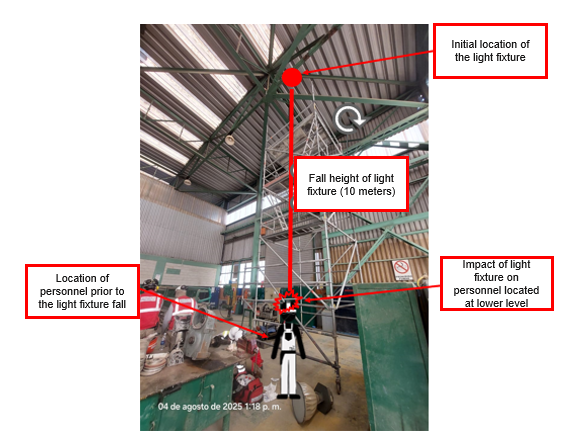 Initial location of
the light fixture
Fall height of light
fixture (10 meters)
Location of
personnel prior to
the light fixture fall
Impact of light
fixture on
personnel located
at lower level
04 de agosto de 2025 1:18 p. m.